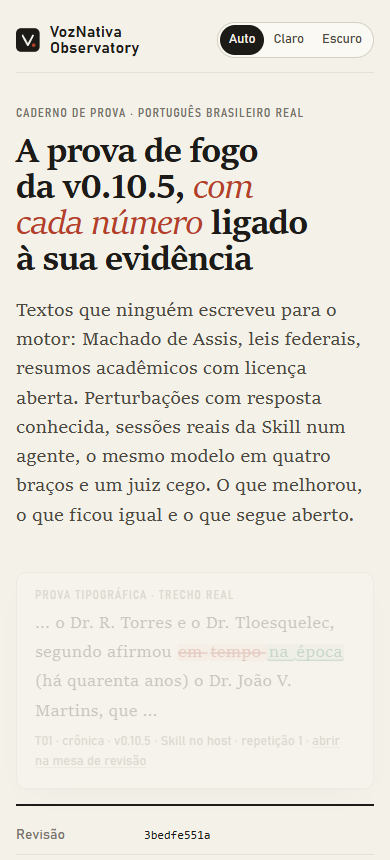 VozNativa
Observatory
Auto Claro Escuro
CADERNO DE PROVA · PORTUGUÊS BRASILEIRO REAL
A prova de fogo
da v0.10.5, com
cada número ligado
à sua evidência
Textos que ninguém escreveu para o
motor: Machado de Assis, leis federais,
resumos acadêmicos com licença
aberta. Perturbações com resposta
conhecida, sessões reais da Skill num
agente, o mesmo modelo em quatro
braços e um juiz cego. O que melhorou,
o que ficou igual e o que segue aberto.
PROVA TIPOGRÁFICA · TRECHO REAL
... o Dr. R. Torres e o Dr. Tloesquelec,
segundo afirmou em tempo na época
(há quarenta anos) o Dr. João V.
Martins, que ...
T01 · crônica · v0.10.5 · Skill no host · repetição 1 · abrir
na mesa de revisão
Revisão 3bedfe551a